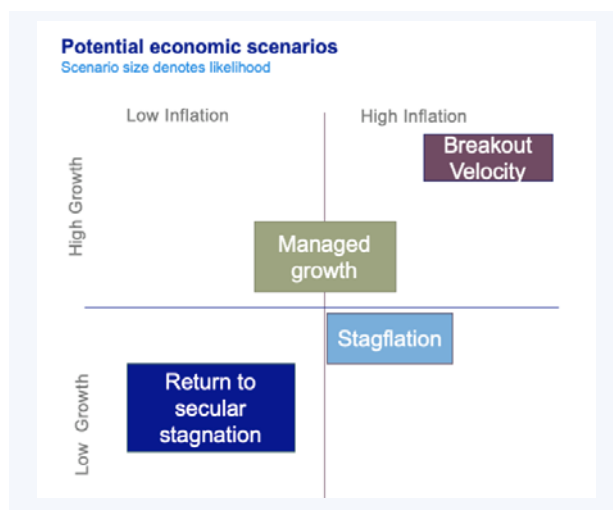 Potential economic scenarios
Scenario size denotes likelihood
Low Inflation
High Inflation
High Growth
Breakout
Velocity
Managed
growth
Stagflation
Low Growth
Return to
secular
stagnation